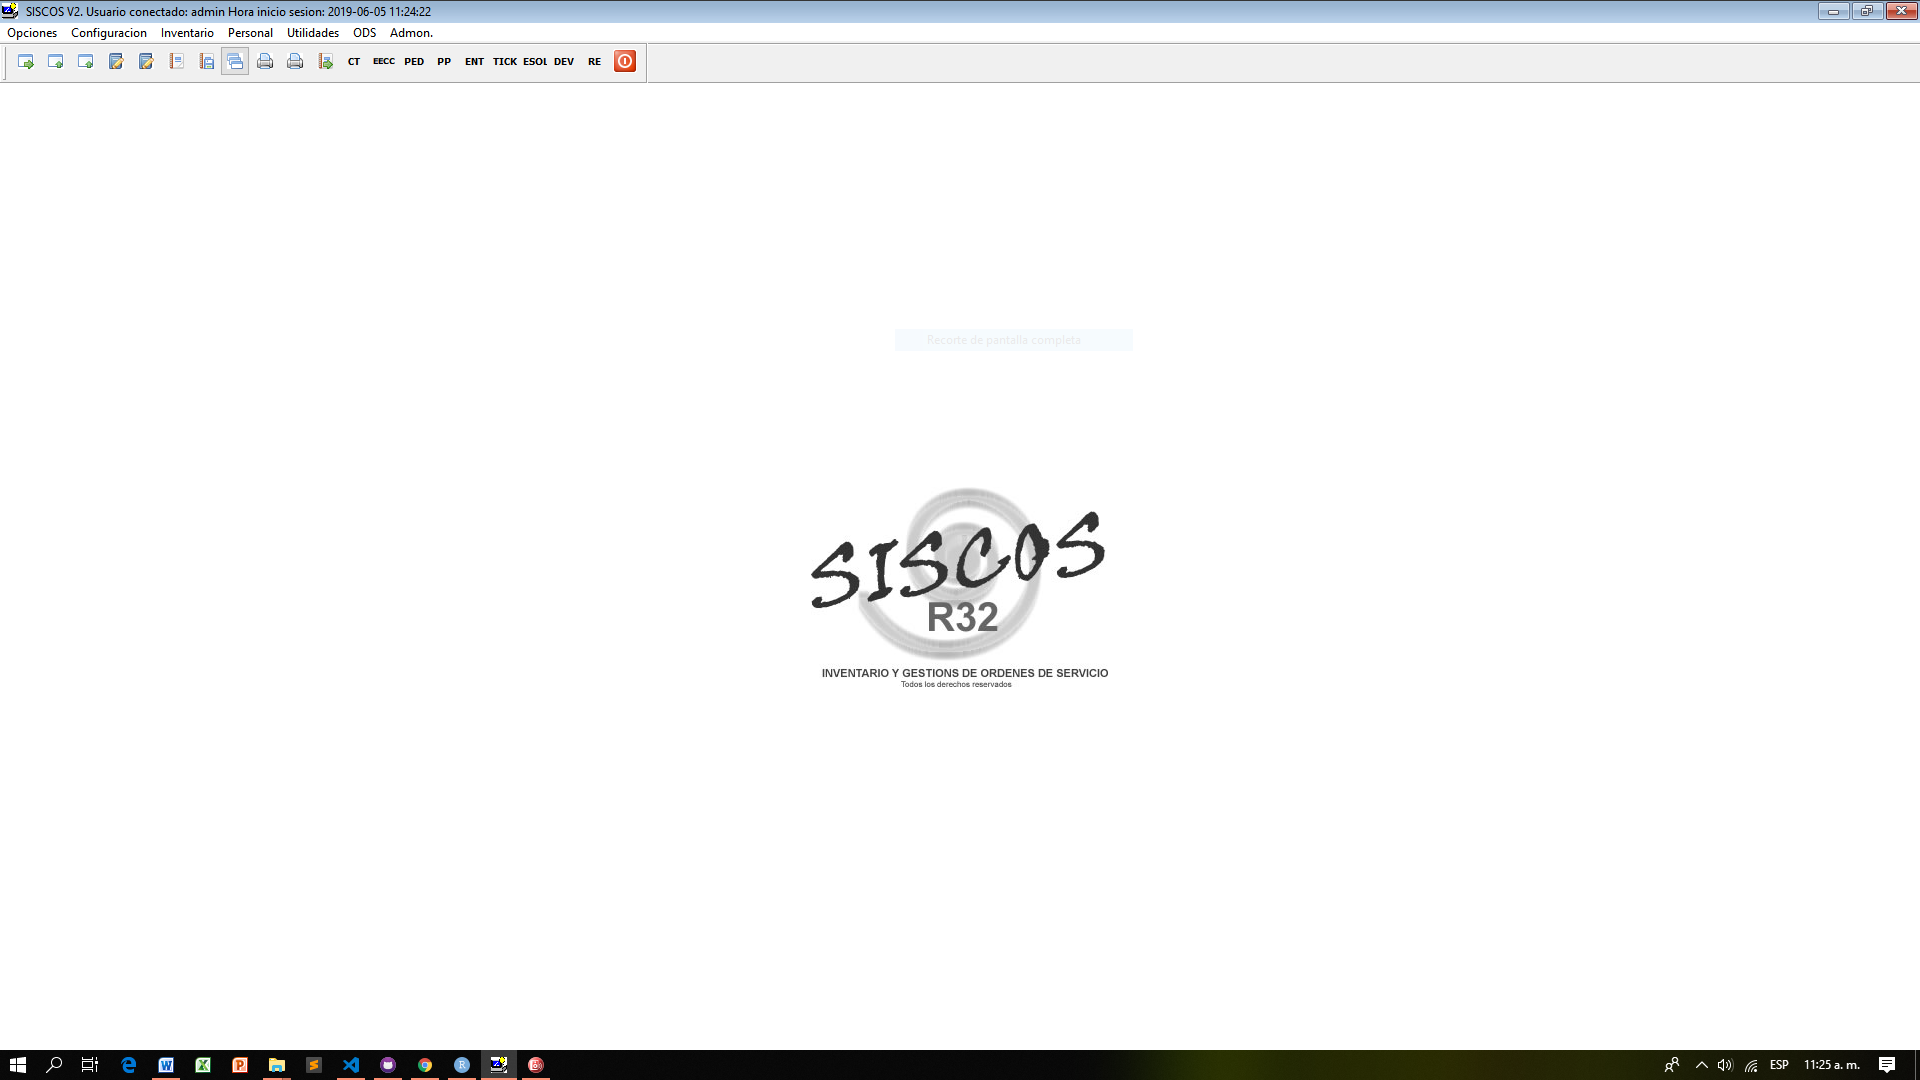 SISCOS V2. Usuario conectado: admin Hora inicio sesion: 2019-06-05 11:24:22
Opciones Configuracion Inventario Personal Utilidades ODS Admon.
CT EECC PED PP ENT TICK ESOL DEV RE
Recorte de pantalla completa
SISCOS
R32
INVENTARIO Y GESTIONS DE ORDENES DE SERVICIO
Todos los derechos reservados
ESP 11:25 a. m.